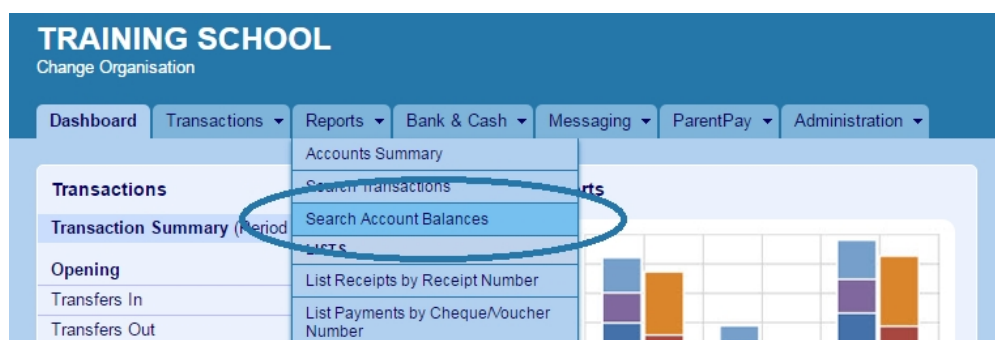 TRAINING SCHOOL
Change Organisation
Dashboard Transactions Reports Bank & Cash Messaging ParentPay Administration
Accounts Summary
Search Transactions
Search Account Balances
LISTS
List Receipts by Receipt Number
List Payments by Cheque/Voucher
Number
Transactions
Transaction Summary (Period
Opening
Transfers In
Transfers Out